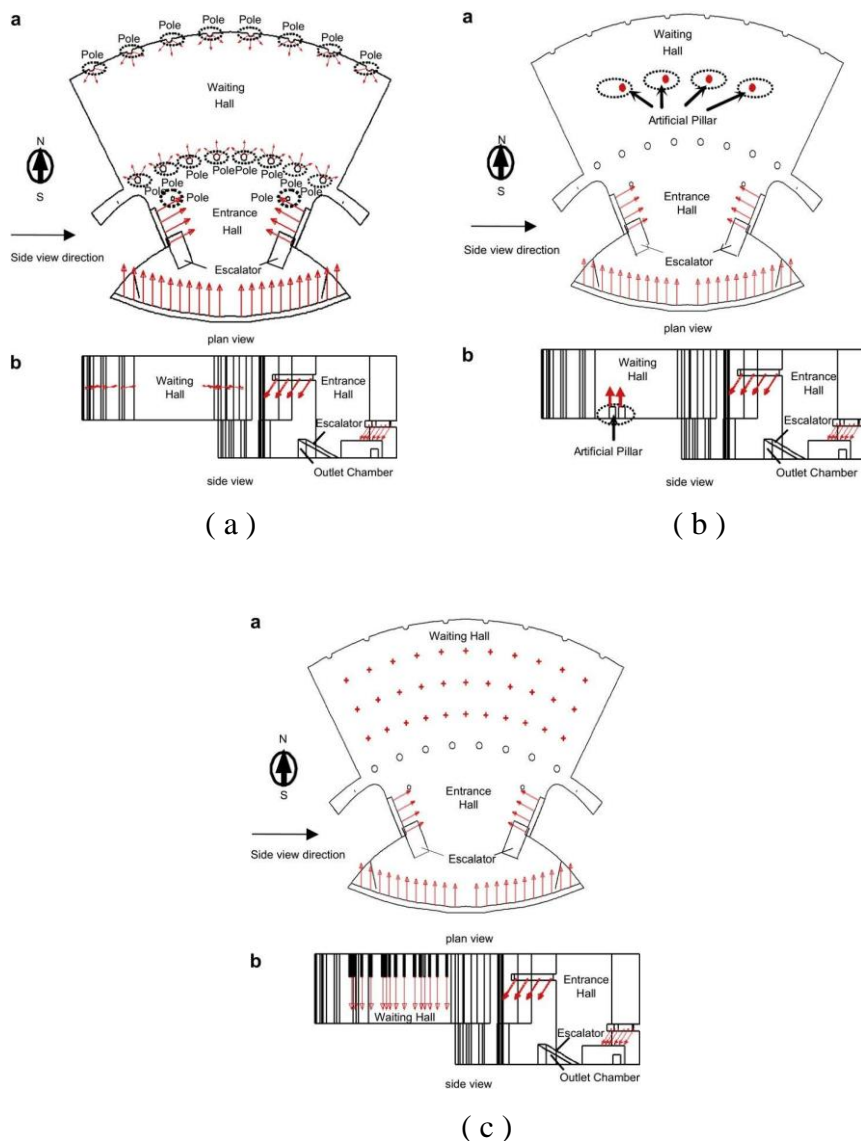 a
Pole
Pole
Pole
Pole
Pole
Pole
Pole
Pole
Waiting
Hall
Pole
Pole
Pole
Pole
Pole
Pole
Pole
Pole
Pole
Pole
N
S
Entrance
Hall
Side view direction
Escalator
plan view
b
Waiting
Hall
Entrance
Hall
Escalator
Outlet Chamber
side view
( a )
a
Waiting
Hall
Artificial Pillar
N
S
Entrance
Hall
Side view direction
Escalator
plan view
b
Waiting
Hall
Entrance
Hall
Escalator
Artificial Pillar
Outlet Chamber
side view
( b )
a
Waiting Hall
N
S
Entrance
Hall
Side view direction
Escalator
plan view
b
Entrance
Hall
Waiting Hall
Escalator
Outlet Chamber
side view
( c )